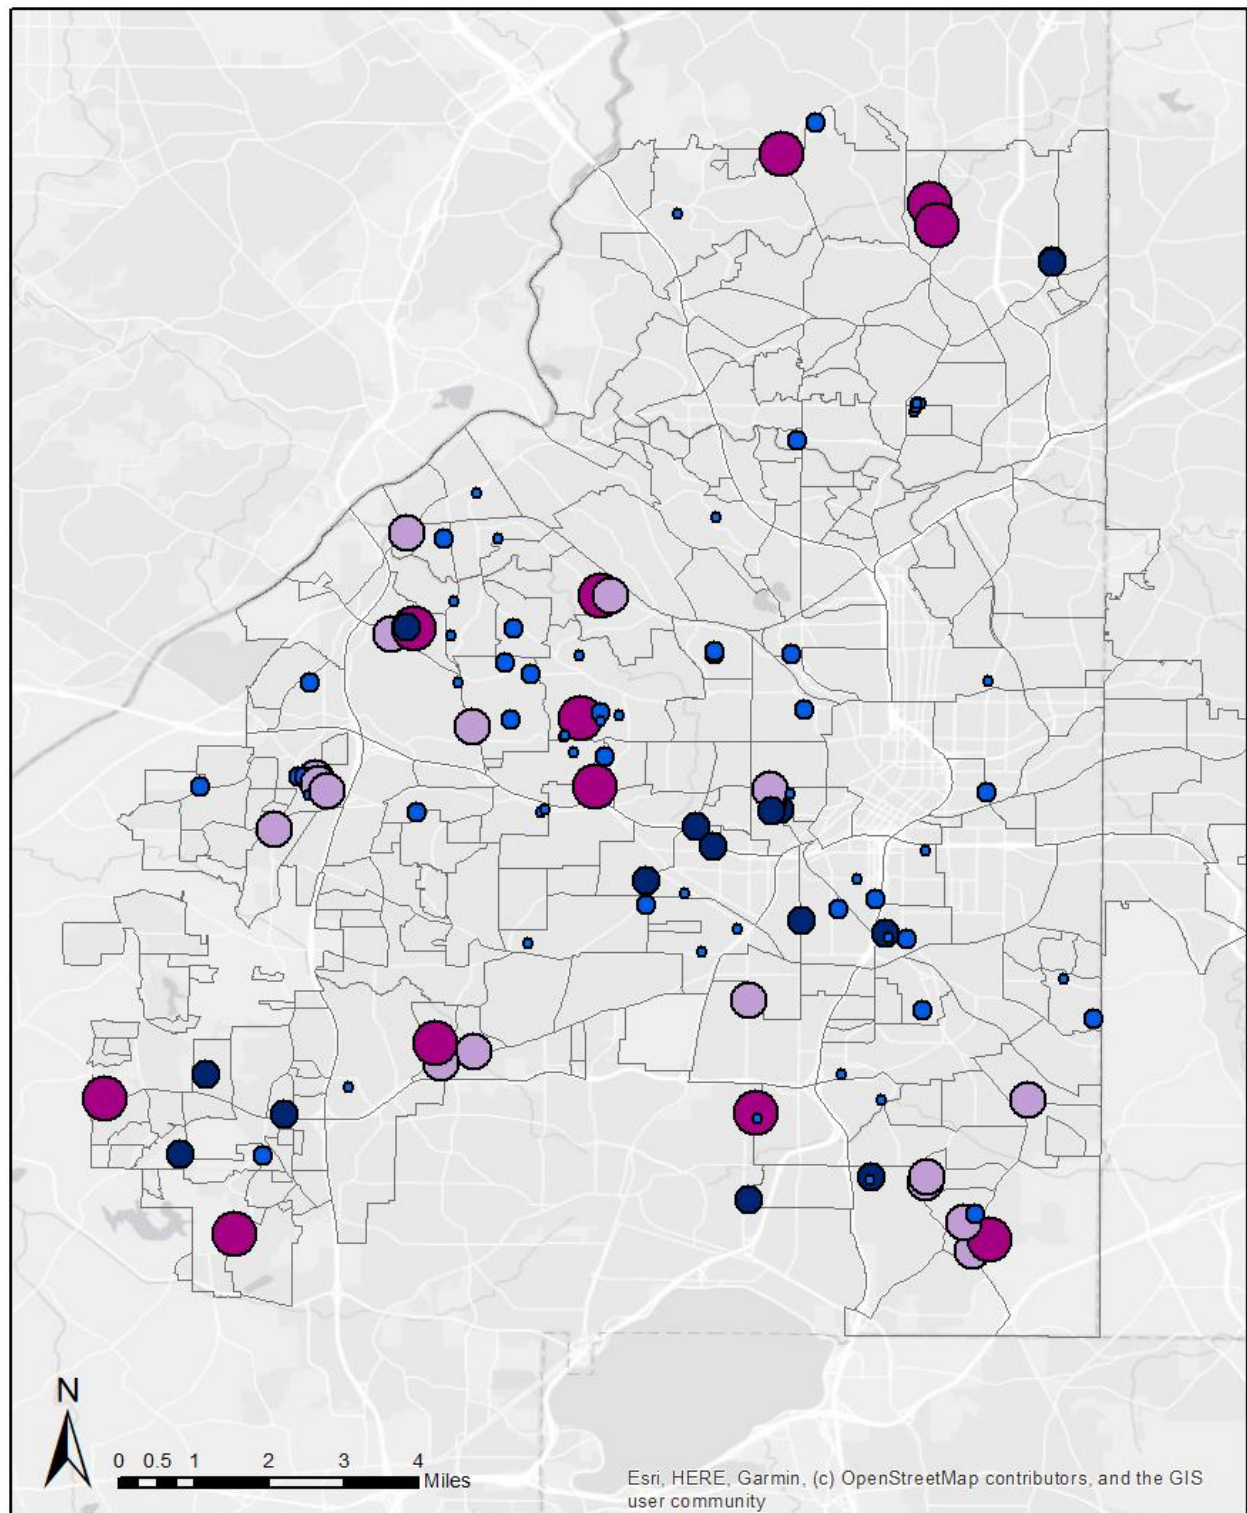 N
0 0.5 1 2 3 4
Miles
Esri, HERE, Garmin, (c) OpenStreetMap contributors, and the GIS
user community